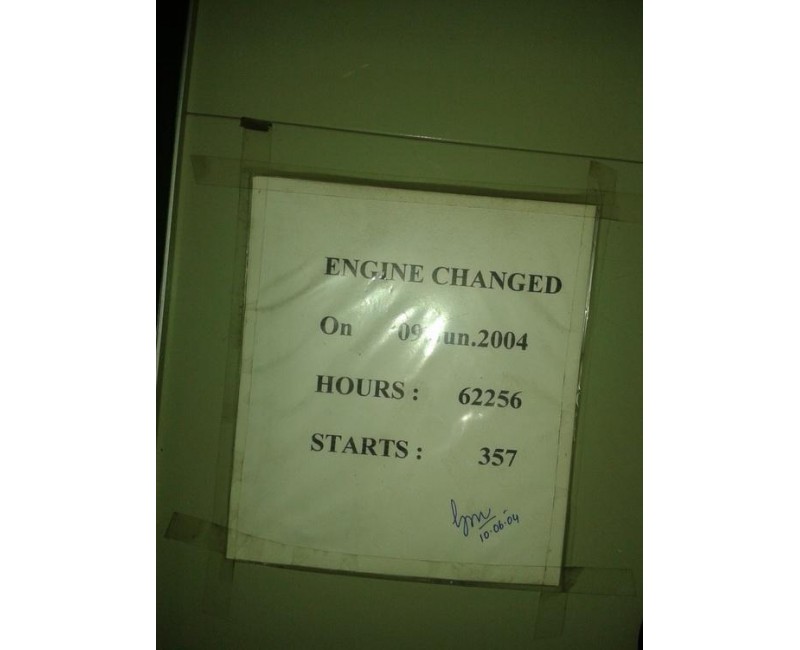 ENGINE CHANGED
On 09.Jun.2004
HOURS : 62256
STARTS : 357
10.06.04